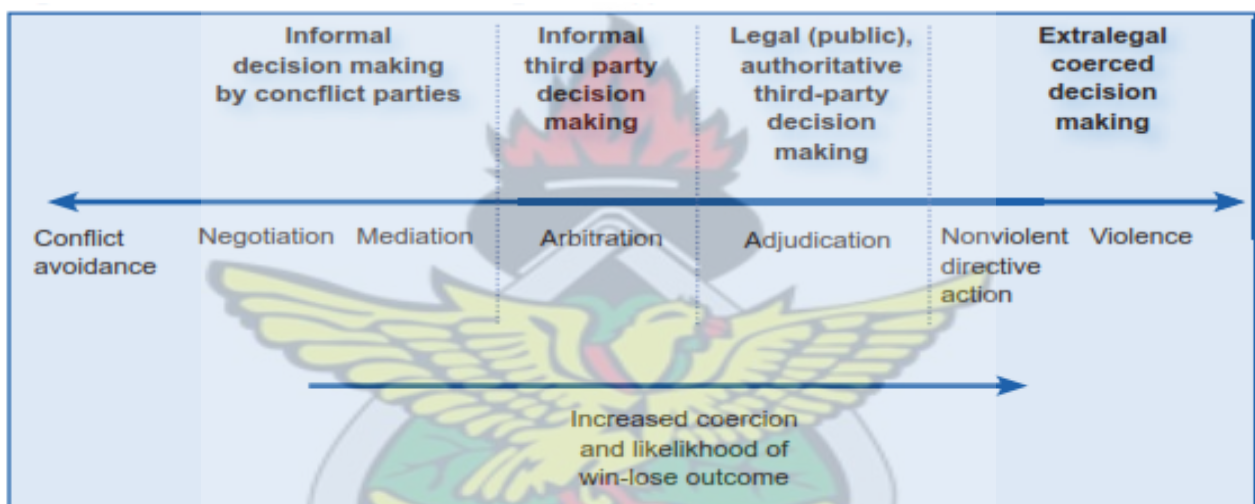 Informal
decision making
by concflict parties
Informal
third party
decision
making
Legal (public),
authoritative
third-party
decision
making
Extralegal
coerced
decision
making
Conflict
avoidance
Negotiation
Mediation
Arbitration
Adjudication
Nonviolent
directive
action
Violence
Increased coercion
and likelihood of
win-lose outcome